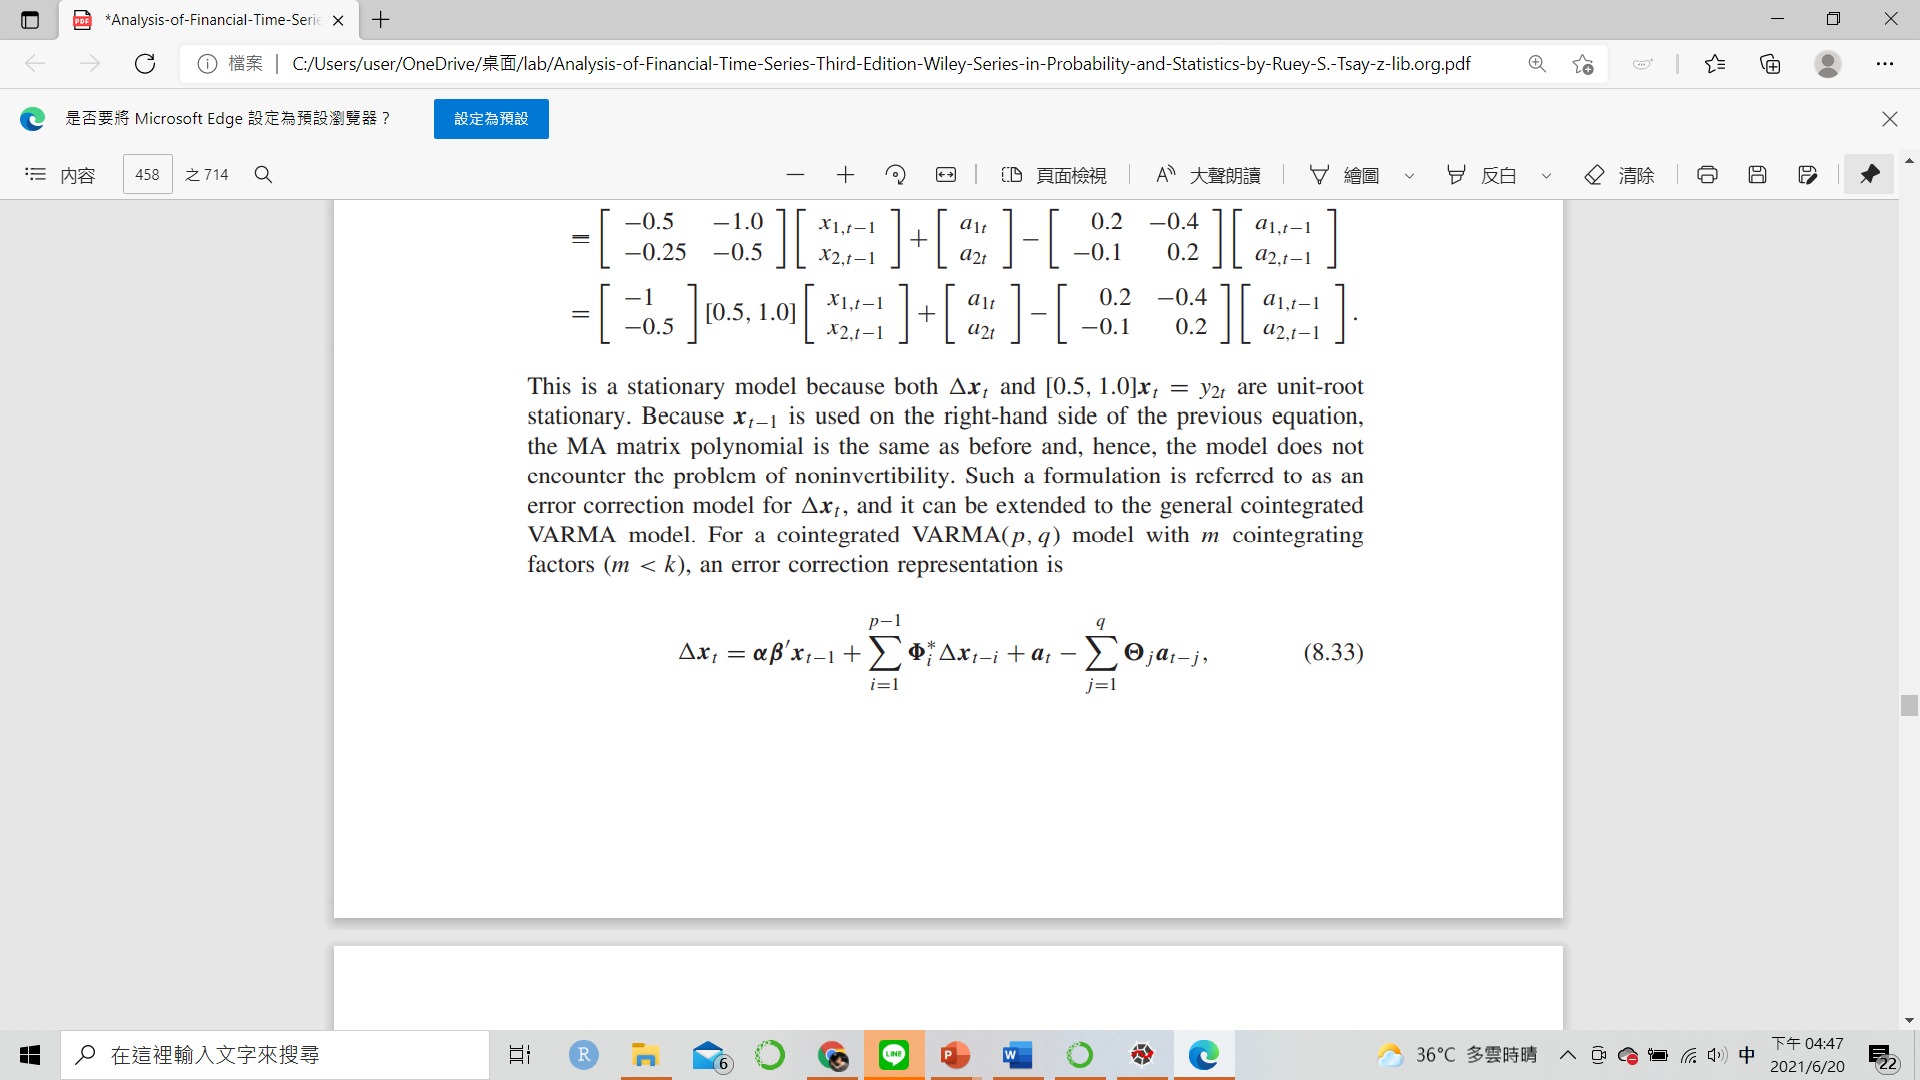 *Analysis-of-Financial-Time-Serie
檔案 | C:/Users/user/OneDrive/桌面/lab/Analysis-of-Financial-Time-Series-Third-Edition-Wiley-Series-in-Probability-and-Statistics-by-Ruey-S.-Tsay-z-lib.org.pdf
是否要將 Microsoft Edge 設定為預設瀏覽器？ 設定為預設
內容 458 之 714 頁面檢視 大聲朗讀 繪圖 反白 清除
= [ −0.5 −1.0 ; −0.25 −0.5 ] [ x1,t−1 ; x2,t−1 ] + [ a1t ; a2t ] − [ 0.2 −0.4 ; −0.1 0.2 ] [ a1,t−1 ; a2,t−1 ]
= [ −1 ; −0.5 ] [0.5, 1.0] [ x1,t−1 ; x2,t−1 ] + [ a1t ; a2t ] − [ 0.2 −0.4 ; −0.1 0.2 ] [ a1,t−1 ; a2,t−1 ] .
This is a stationary model because both Δxt and [0.5, 1.0]xt = y2t are unit-root
stationary. Because xt−1 is used on the right-hand side of the previous equation,
the MA matrix polynomial is the same as before and, hence, the model does not
encounter the problem of noninvertibility. Such a formulation is referred to as an
error correction model for Δxt, and it can be extended to the general cointegrated
VARMA model. For a cointegrated VARMA(p, q) model with m cointegrating
factors (m < k), an error correction representation is
Δxt = αβ′xt−1 + ∑_{i=1}^{p−1} Φ*i Δxt−i + at − ∑_{j=1}^{q} Θj at−j, (8.33)
在這裡輸入文字來搜尋
6
36°C 多雲時晴
中
下午 04:47
2021/6/20
22